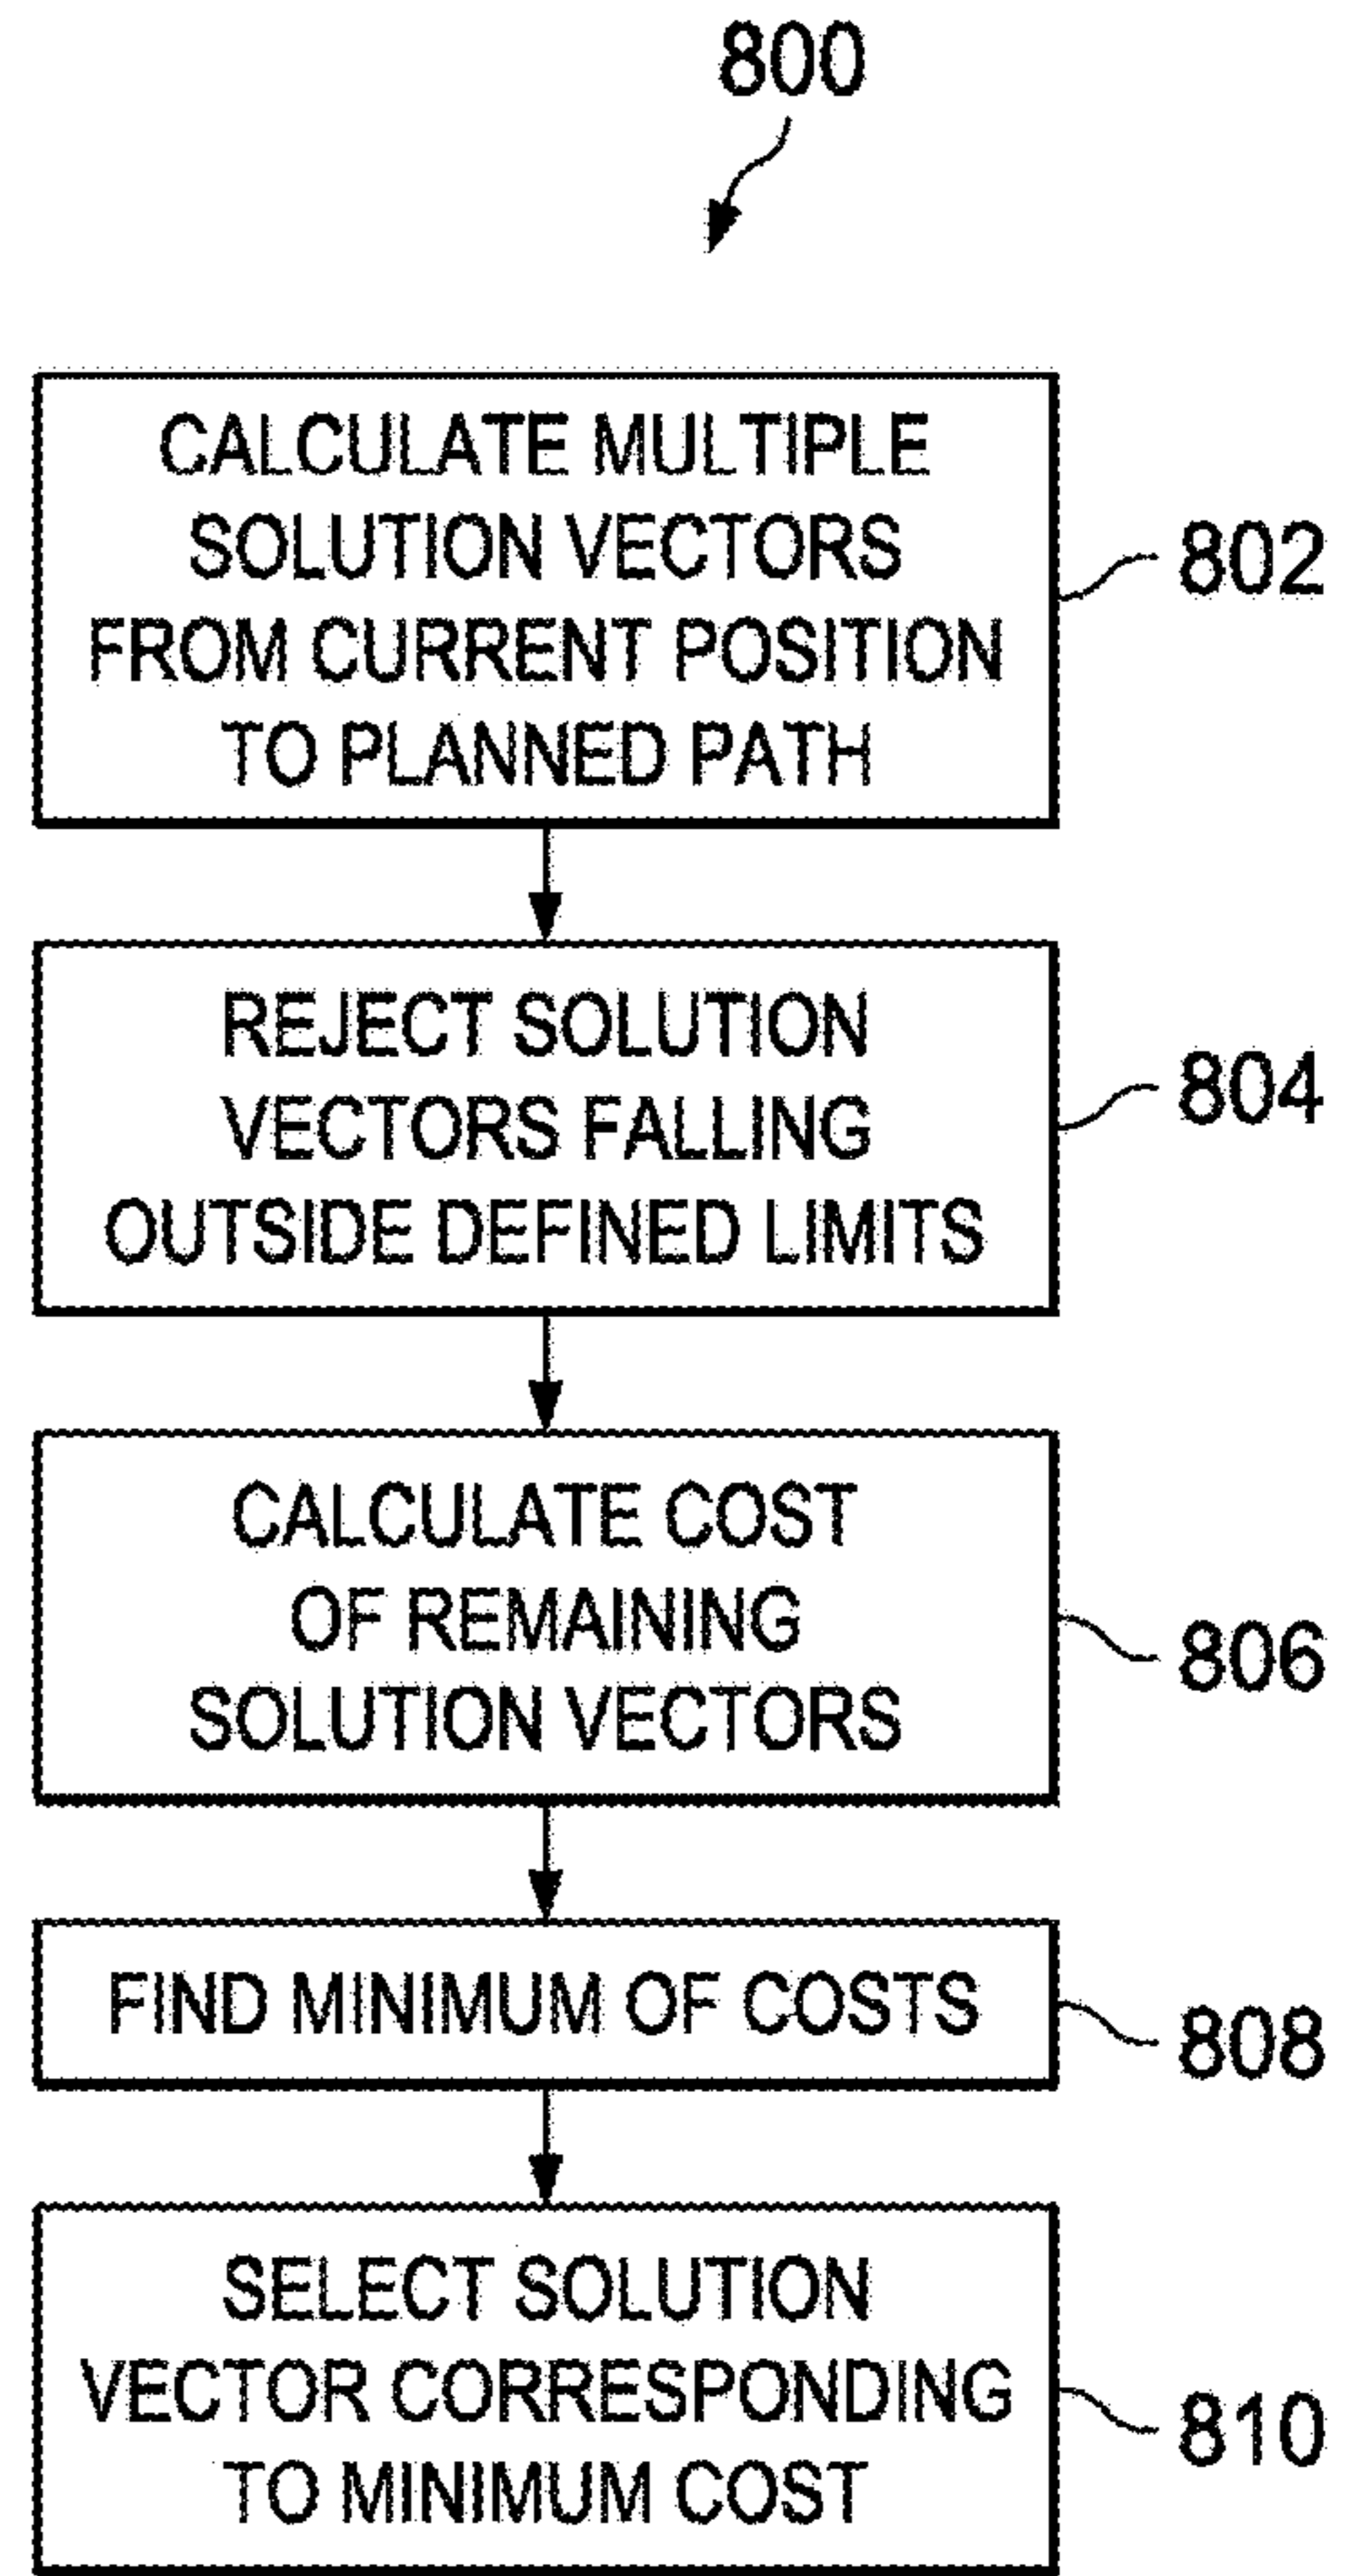 800
CALCULATE MULTIPLE
SOLUTION VECTORS
FROM CURRENT POSITION
TO PLANNED PATH
802
REJECT SOLUTION
VECTORS FALLING
OUTSIDE DEFINED LIMITS
804
CALCULATE COST
OF REMAINING
SOLUTION VECTORS
806
FIND MINIMUM OF COSTS
808
SELECT SOLUTION
VECTOR CORRESPONDING
TO MINIMUM COST
810